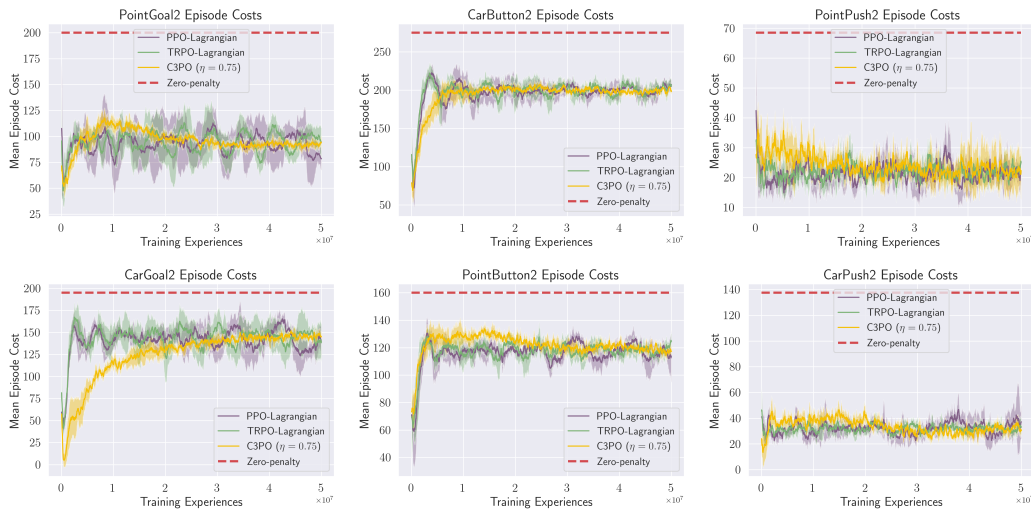 PointGoal2 Episode Costs
Mean Episode Cost
200
175
150
125
100
75
50
25
PPO-Lagrangian
TRPO-Lagrangian
C3PO (η = 0.75)
Zero-penalty
0 1 2 3 4 5
Training Experiences
×10⁷
CarButton2 Episode Costs
Mean Episode Cost
250
200
150
100
50
PPO-Lagrangian
TRPO-Lagrangian
C3PO (η = 0.75)
Zero-penalty
0 1 2 3 4 5
Training Experiences
×10⁷
PointPush2 Episode Costs
Mean Episode Cost
70
60
50
40
30
20
10
PPO-Lagrangian
TRPO-Lagrangian
C3PO (η = 0.75)
Zero-penalty
0 1 2 3 4 5
Training Experiences
×10⁷
CarGoal2 Episode Costs
Mean Episode Cost
200
175
150
125
100
75
50
25
0
PPO-Lagrangian
TRPO-Lagrangian
C3PO (η = 0.75)
Zero-penalty
0 1 2 3 4 5
Training Experiences
×10⁷
PointButton2 Episode Costs
Mean Episode Cost
160
140
120
100
80
60
40
PPO-Lagrangian
TRPO-Lagrangian
C3PO (η = 0.75)
Zero-penalty
0 1 2 3 4 5
Training Experiences
×10⁷
CarPush2 Episode Costs
Mean Episode Cost
140
120
100
80
60
40
20
0
PPO-Lagrangian
TRPO-Lagrangian
C3PO (η = 0.75)
Zero-penalty
0 1 2 3 4 5
Training Experiences
×10⁷